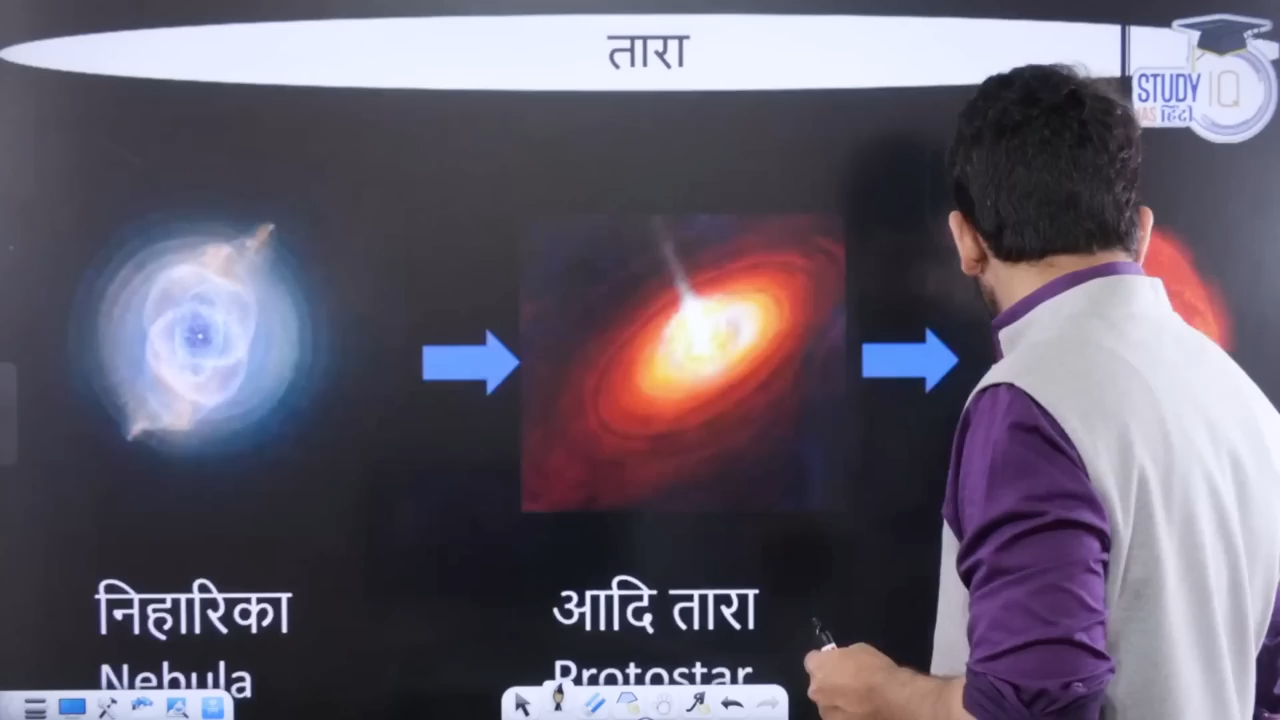 तारा
STUDY IQ
IAS हिंदी
निहारिका
आदि तारा
Nebula
Protostar